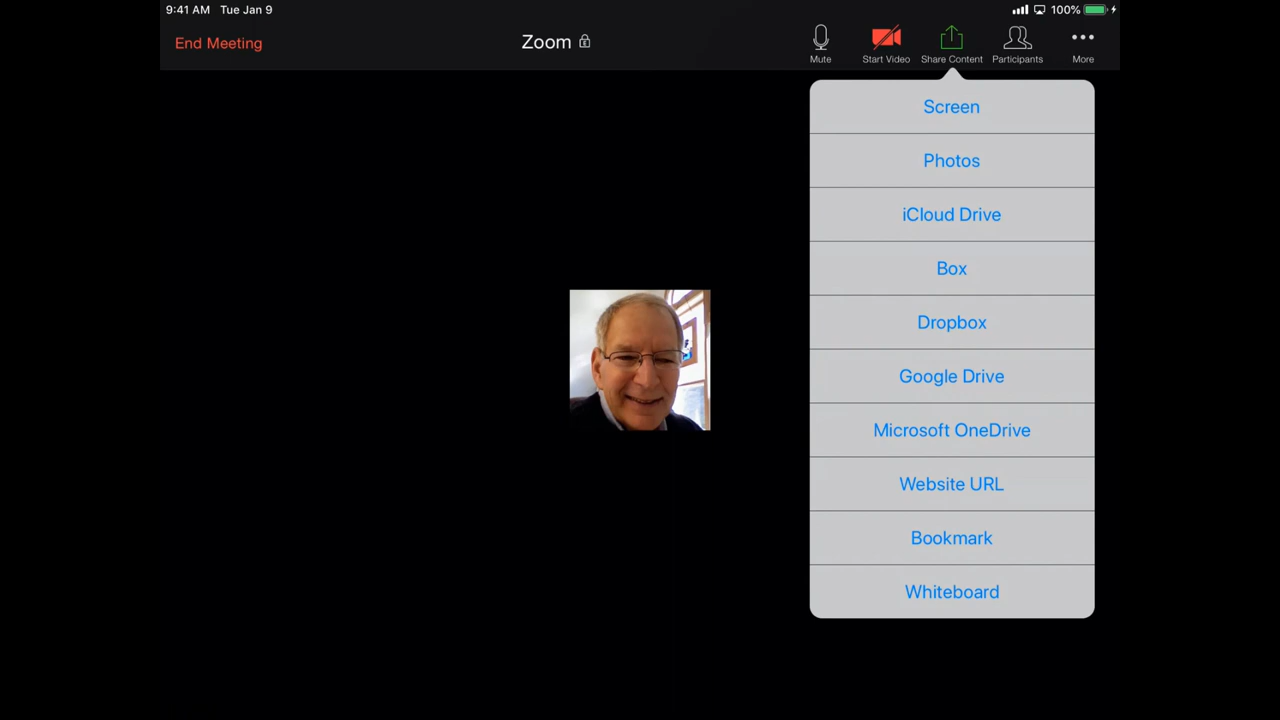 9:41 AM Tue Jan 9 100%
End Meeting
Zoom
Mute Start Video Share Content Participants More
Screen
Photos
iCloud Drive
Box
Dropbox
Google Drive
Microsoft OneDrive
Website URL
Bookmark
Whiteboard